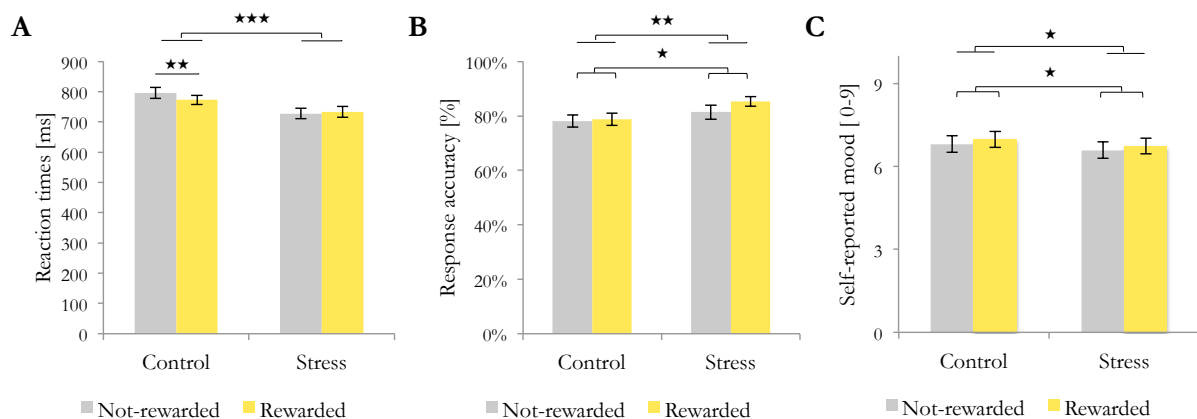 A
★★★
★★
Reaction times [ms]
900
800
700
600
500
400
300
200
100
0
Control Stress
Not-rewarded Rewarded
B
★★
★
Response accuracy [%]
100%
80%
60%
40%
20%
0%
Control Stress
Not-rewarded Rewarded
C
★
★
Self-reported mood [ 0-9]
9
6
3
0
Control Stress
Not-rewarded Rewarded